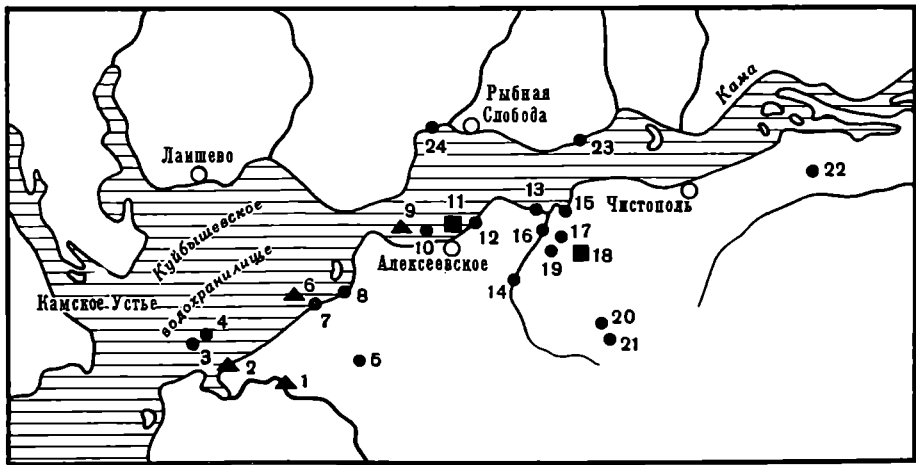 Кама
Рыбная
Слобода
24
23
Лаишево
22
13
Чистополь
11
15
9
12
10
16
17
18
19
Алексеевское
Куйбышевское
водохранилище
Камское Устье
6
8
7
14
4
3
20
21
5
2
1